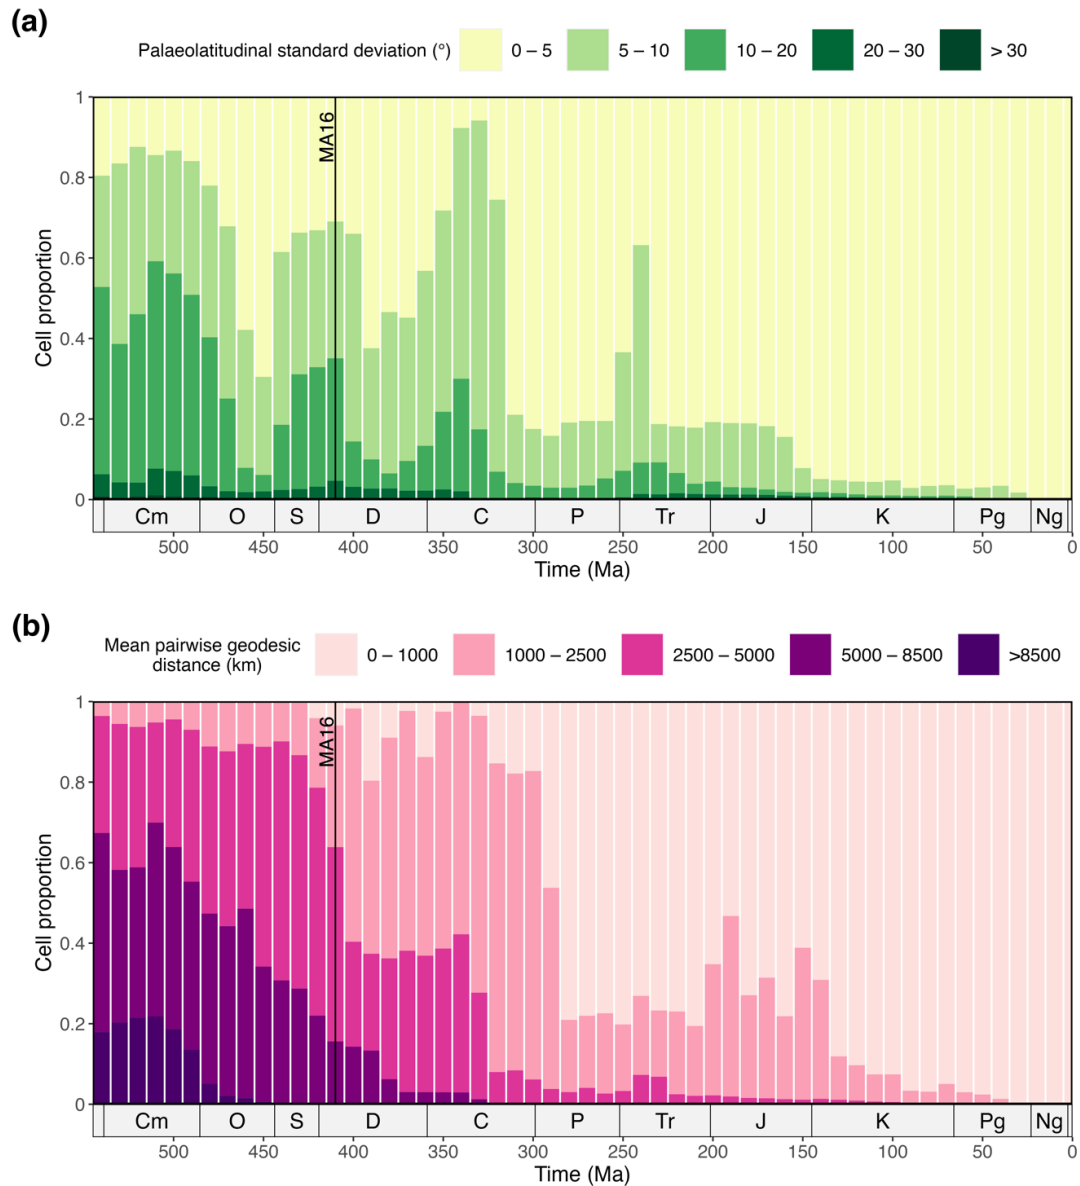 (a)
Palaeolatitudinal standard deviation (°) 0 – 5 5 – 10 10 – 20 20 – 30 > 30
1
0.8
0.6
0.4
0.2
0
Cell proportion
MA16
Cm O S D C P Tr J K Pg Ng
500 450 400 350 300 250 200 150 100 50 0
Time (Ma)
(b)
Mean pairwise geodesic
distance (km)
0 – 1000 1000 – 2500 2500 – 5000 5000 – 8500 >8500
1
0.8
0.6
0.4
0.2
0
Cell proportion
MA16
Cm O S D C P Tr J K Pg Ng
500 450 400 350 300 250 200 150 100 50 0
Time (Ma)